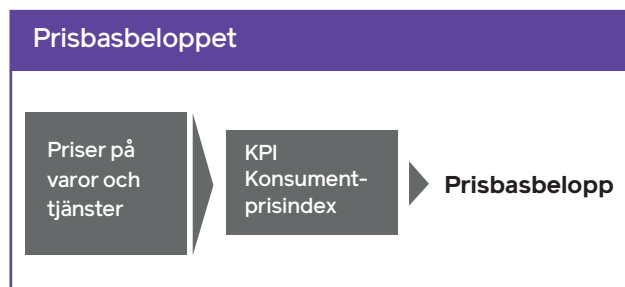 Prisbasbeloppet
Priser på
varor och
tjänster
KPI
Konsument-
prisindex
Prisbasbelopp